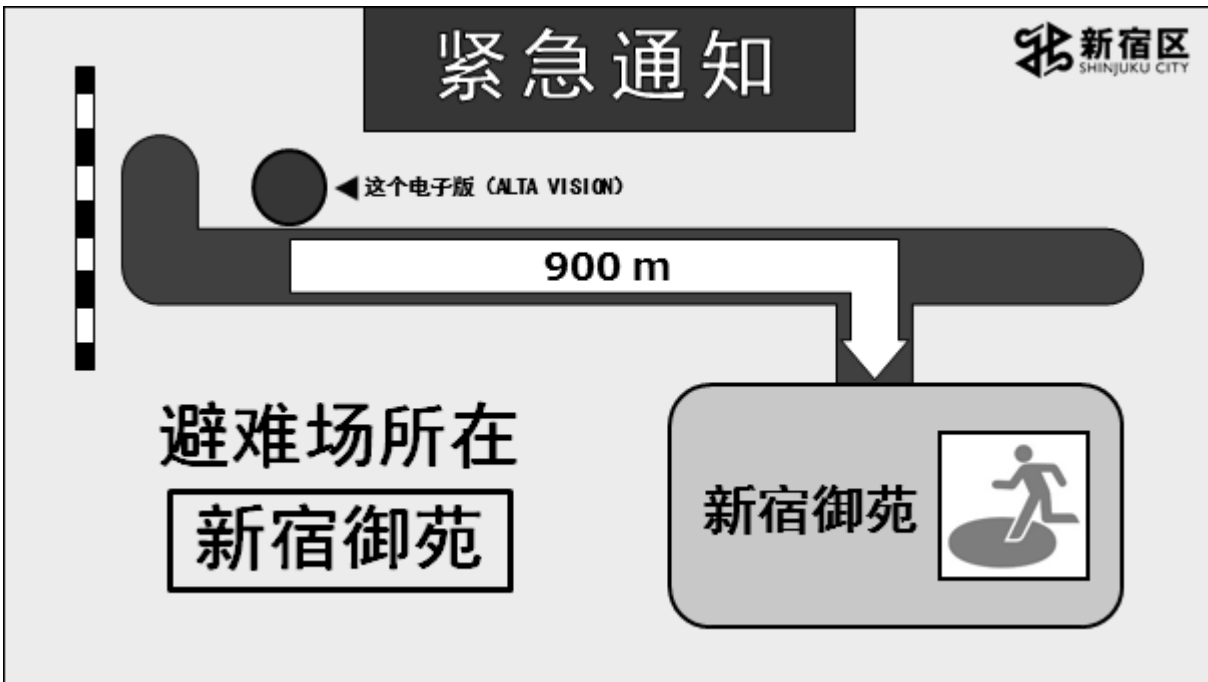 紧急通知
新宿区
SHINJUKU CITY
这个电子版（ALTA VISION）
900 m
避难场所在
新宿御苑
新宿御苑